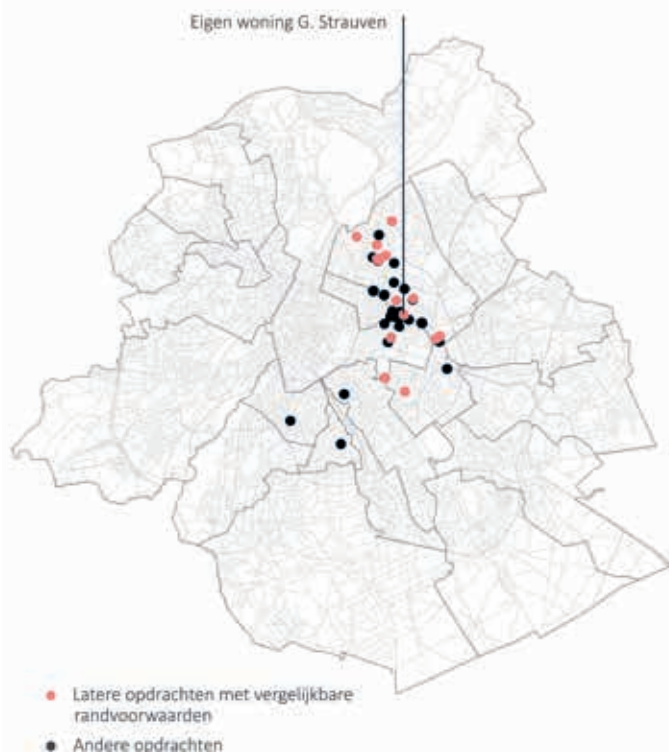 Eigen woning G. Strauven
Latere opdrachten met vergelijkbare
randvoorwaarden
Andere opdrachten